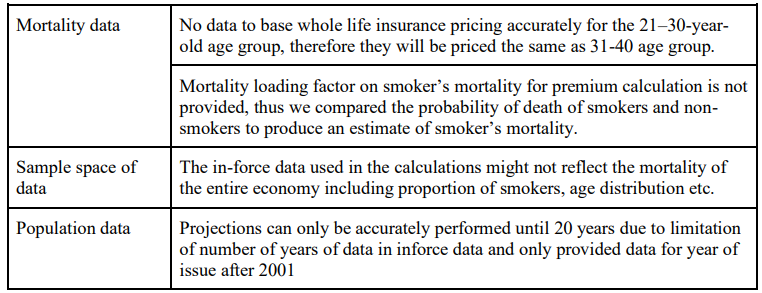 Mortality data
No data to base whole life insurance pricing accurately for the 21–30-year-
old age group, therefore they will be priced the same as 31-40 age group.
Mortality loading factor on smoker’s mortality for premium calculation is not
provided, thus we compared the probability of death of smokers and non-
smokers to produce an estimate of smoker’s mortality.
Sample space of
data
The in-force data used in the calculations might not reflect the mortality of
the entire economy including proportion of smokers, age distribution etc.
Population data
Projections can only be accurately performed until 20 years due to limitation
of number of years of data in inforce data and only provided data for year of
issue after 2001